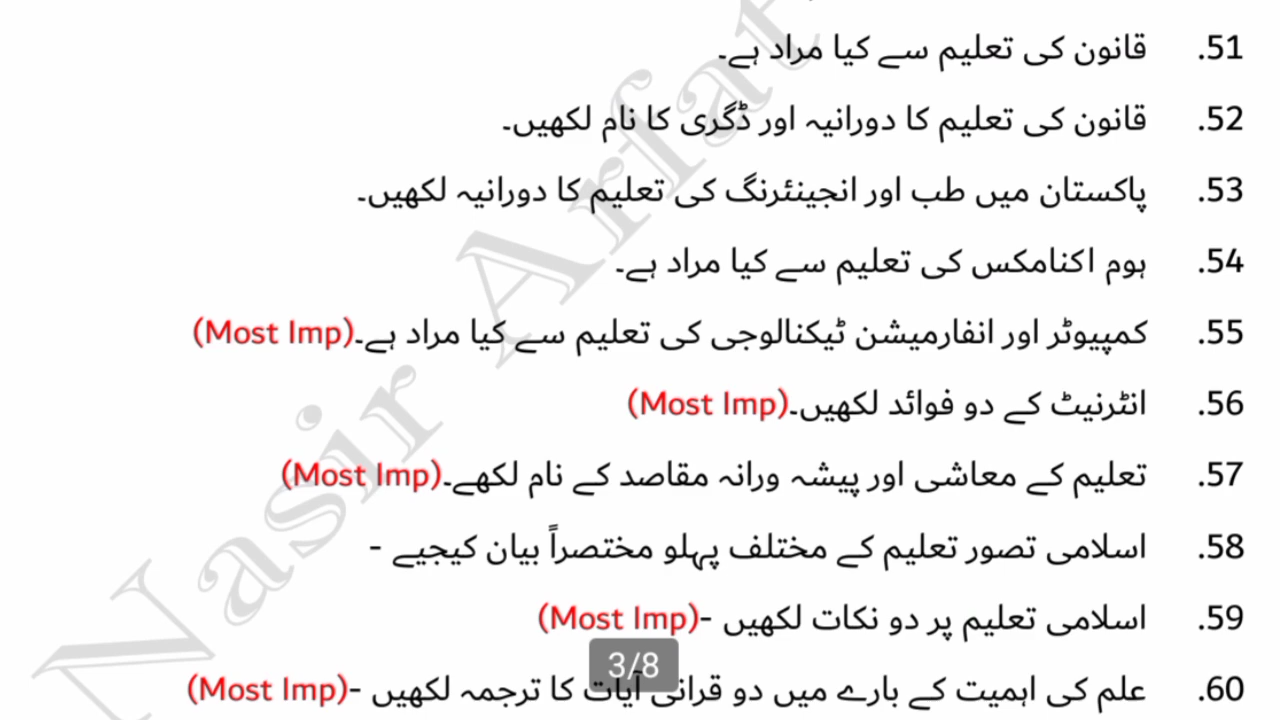 51. قانون کی تعلیم سے کیا مراد ہے۔
52. قانون کی تعلیم کا دورانیہ اور ڈگری کا نام لکھیں۔
53. پاکستان میں طب اور انجینئرنگ کی تعلیم کا دورانیہ لکھیں۔
54. ہوم اکنامکس کی تعلیم سے کیا مراد ہے۔
55. کمپیوٹر اور انفارمیشن ٹیکنالوجی کی تعلیم سے کیا مراد ہے۔(Most Imp)
56. انٹرنیٹ کے دو فوائد لکھیں۔(Most Imp)
57. تعلیم کے معاشی اور پیشہ ورانہ مقاصد کے نام لکھے۔(Most Imp)
58. اسلامی تصور تعلیم کے مختلف پہلو مختصراً بیان کیجیے -
59. اسلامی تعلیم پر دو نکات لکھیں -(Most Imp)
60. علم کی اہمیت کے بارے میں دو قرانی آیات کا ترجمہ لکھیں -(Most Imp)
3/8
Nasir Arfat